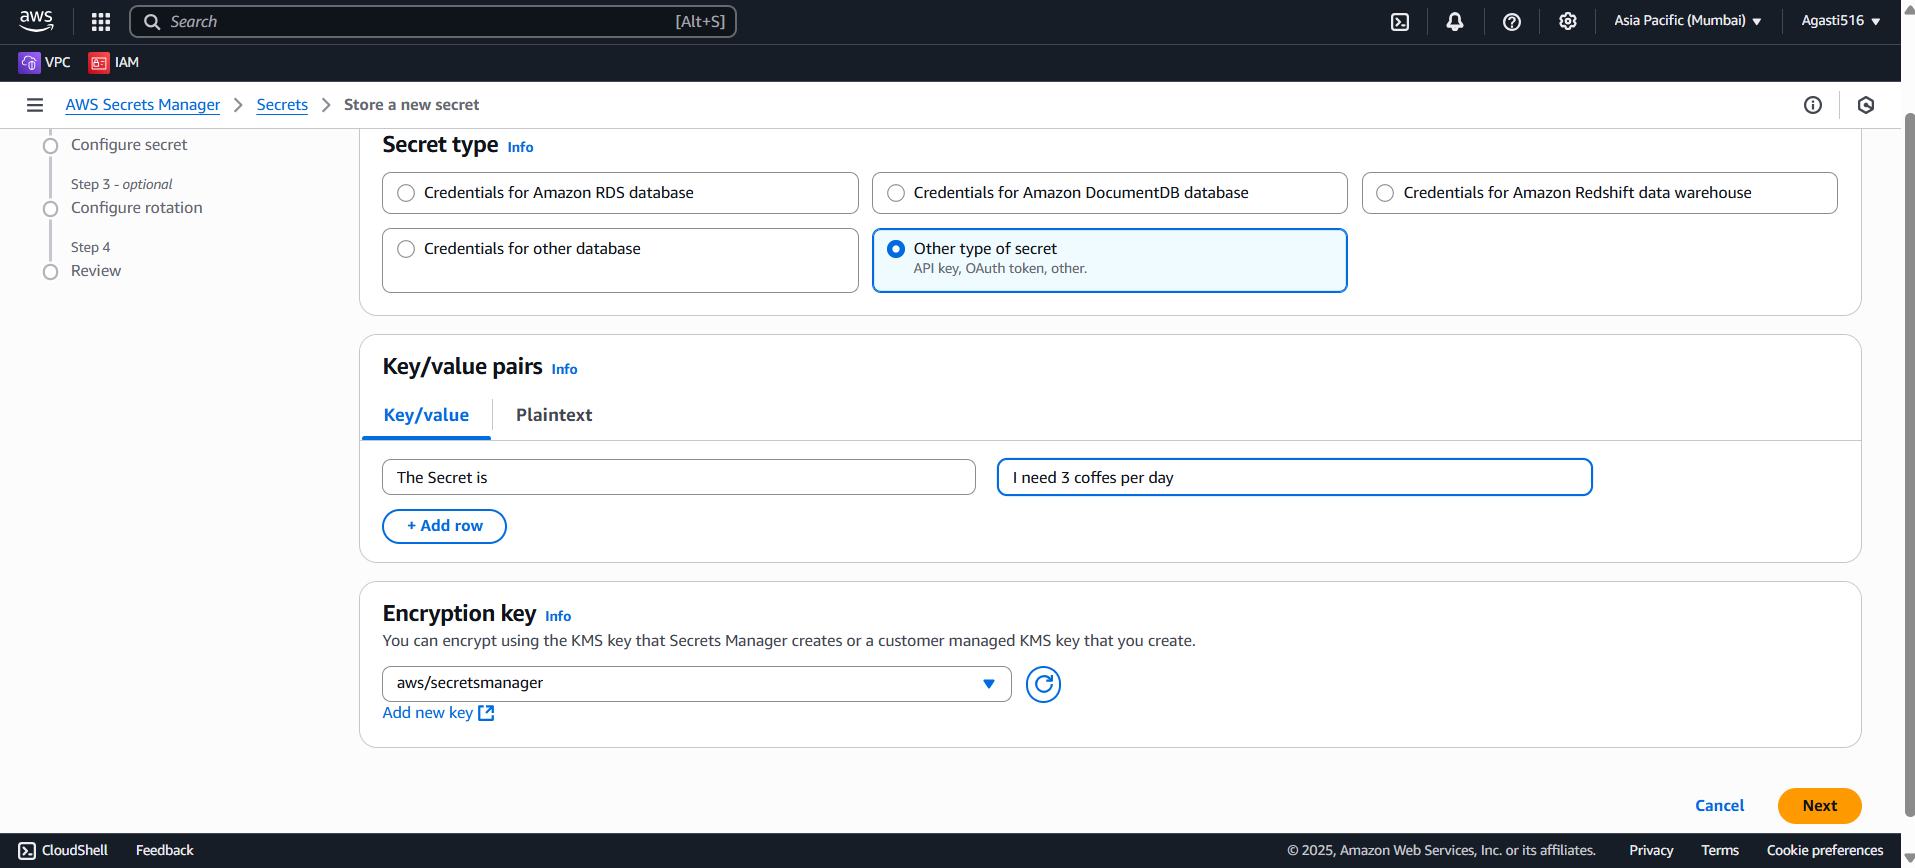 aws
Search [Alt+S]
Asia Pacific (Mumbai)
Agasti516
VPC
IAM
AWS Secrets Manager > Secrets > Store a new secret
Configure secret
Step 3 - optional
Configure rotation
Step 4
Review
Secret type Info
Credentials for Amazon RDS database
Credentials for Amazon DocumentDB database
Credentials for Amazon Redshift data warehouse
Credentials for other database
Other type of secret
API key, OAuth token, other.
Key/value pairs Info
Key/value
Plaintext
The Secret is
I need 3 coffes per day
+ Add row
Encryption key Info
You can encrypt using the KMS key that Secrets Manager creates or a customer managed KMS key that you create.
aws/secretsmanager
Add new key
Cancel
Next
CloudShell
Feedback
© 2025, Amazon Web Services, Inc. or its affiliates.
Privacy
Terms
Cookie preferences